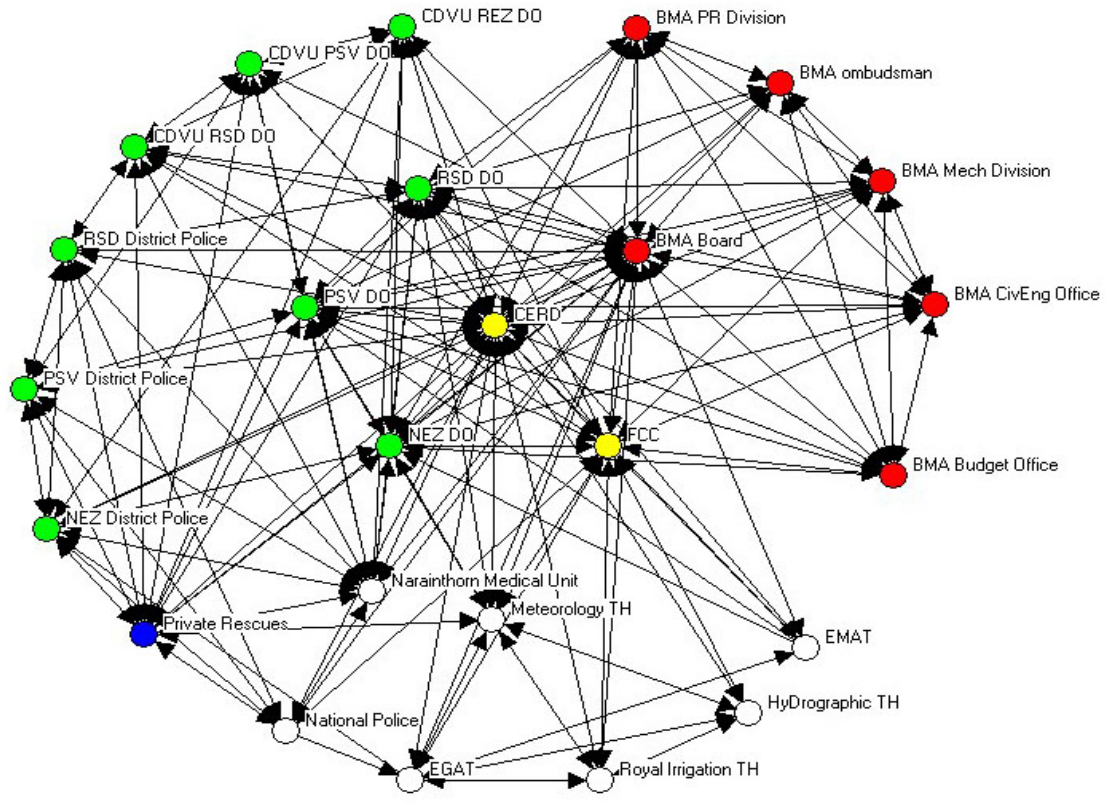 CDVU REZ DO
BMA PR Division
CDVU PSV DO
BMA ombudsman
CDVU RSD DO
BMA Mech Division
RSD DO
RSD District Police
BMA Board
PSV DO
BMA CivEng Office
CERD
PSV District Police
NEZ DO
FCC
BMA Budget Office
NEZ District Police
Narainthorn Medical Unit
Meteorology TH
Private Rescues
EMAT
HyDrographic TH
National Police
EGAT
Royal Irrigation TH